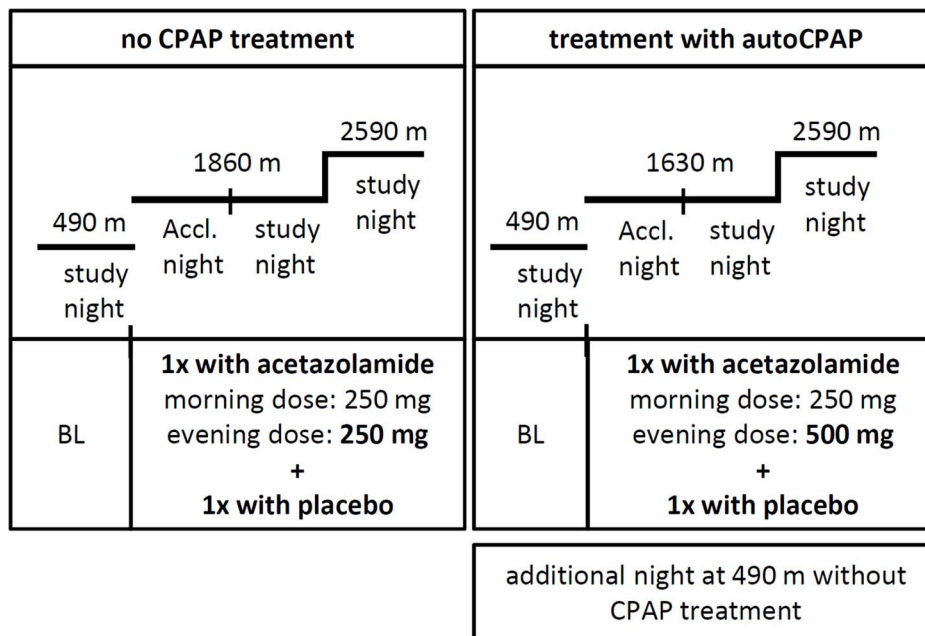 no CPAP treatment
2590 m
1860 m
study
night
490 m
Accl.
night
study
night
study
night
BL
1x with acetazolamide
morning dose: 250 mg
evening dose: 250 mg
+
1x with placebo
treatment with autoCPAP
2590 m
1630 m
study
night
490 m
Accl.
night
study
night
study
night
BL
1x with acetazolamide
morning dose: 250 mg
evening dose: 500 mg
+
1x with placebo
additional night at 490 m without
CPAP treatment